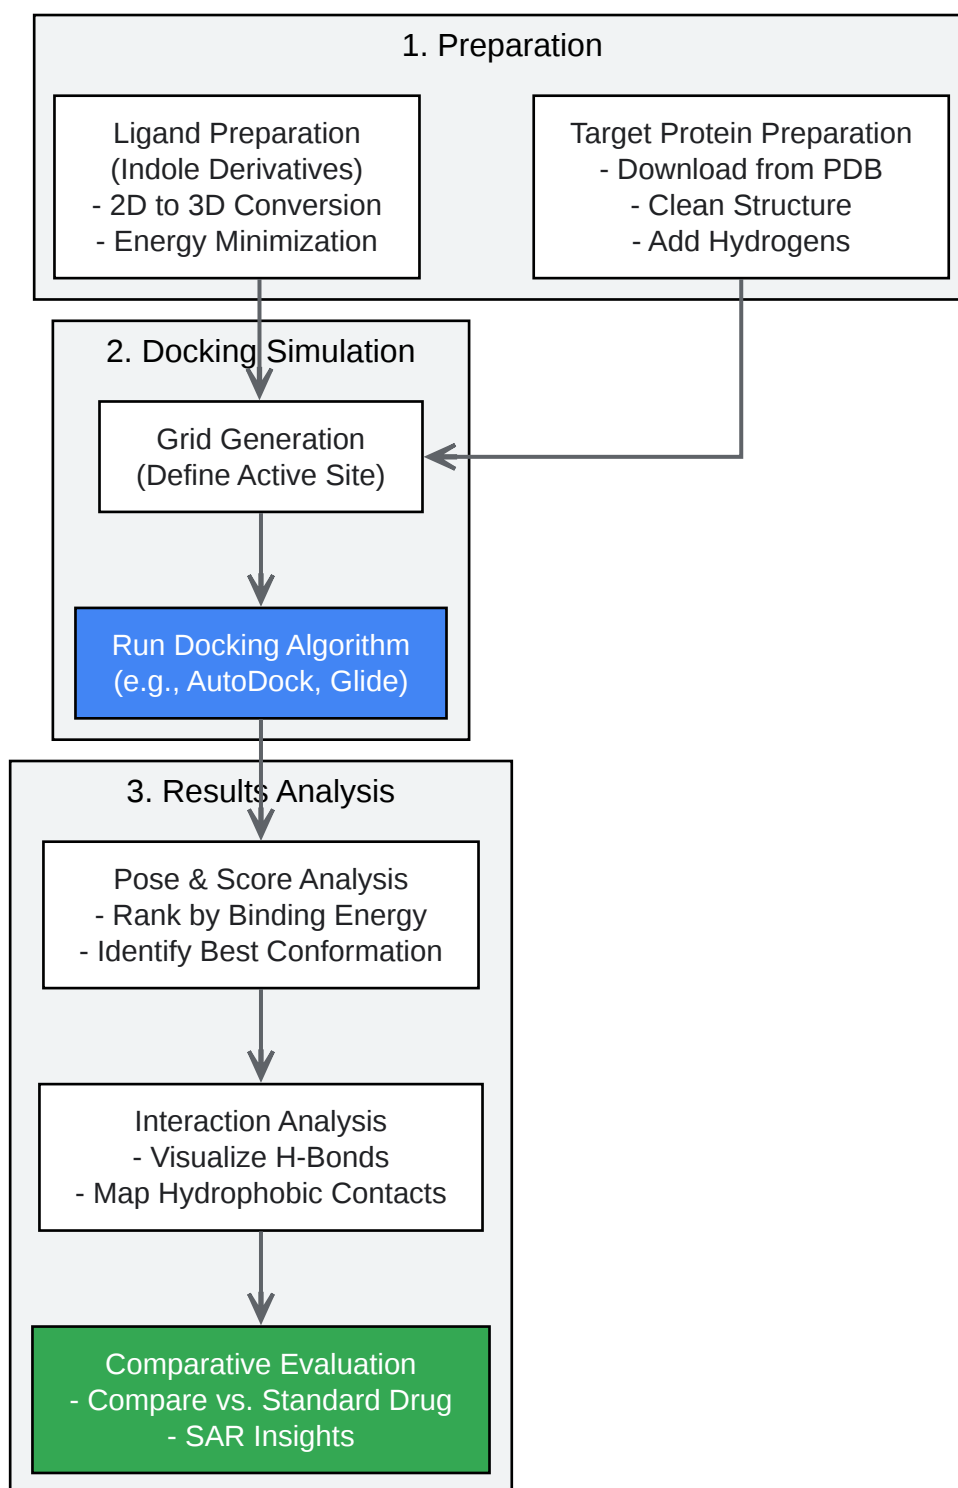 1. Preparation
Ligand Preparation
(Indole Derivatives)
- 2D to 3D Conversion
- Energy Minimization
Target Protein Preparation
- Download from PDB
- Clean Structure
- Add Hydrogens
2. Docking Simulation
Grid Generation
(Define Active Site)
Run Docking Algorithm
(e.g., AutoDock, Glide)
3. Results Analysis
Pose & Score Analysis
- Rank by Binding Energy
- Identify Best Conformation
Interaction Analysis
- Visualize H-Bonds
- Map Hydrophobic Contacts
Comparative Evaluation
- Compare vs. Standard Drug
- SAR Insights